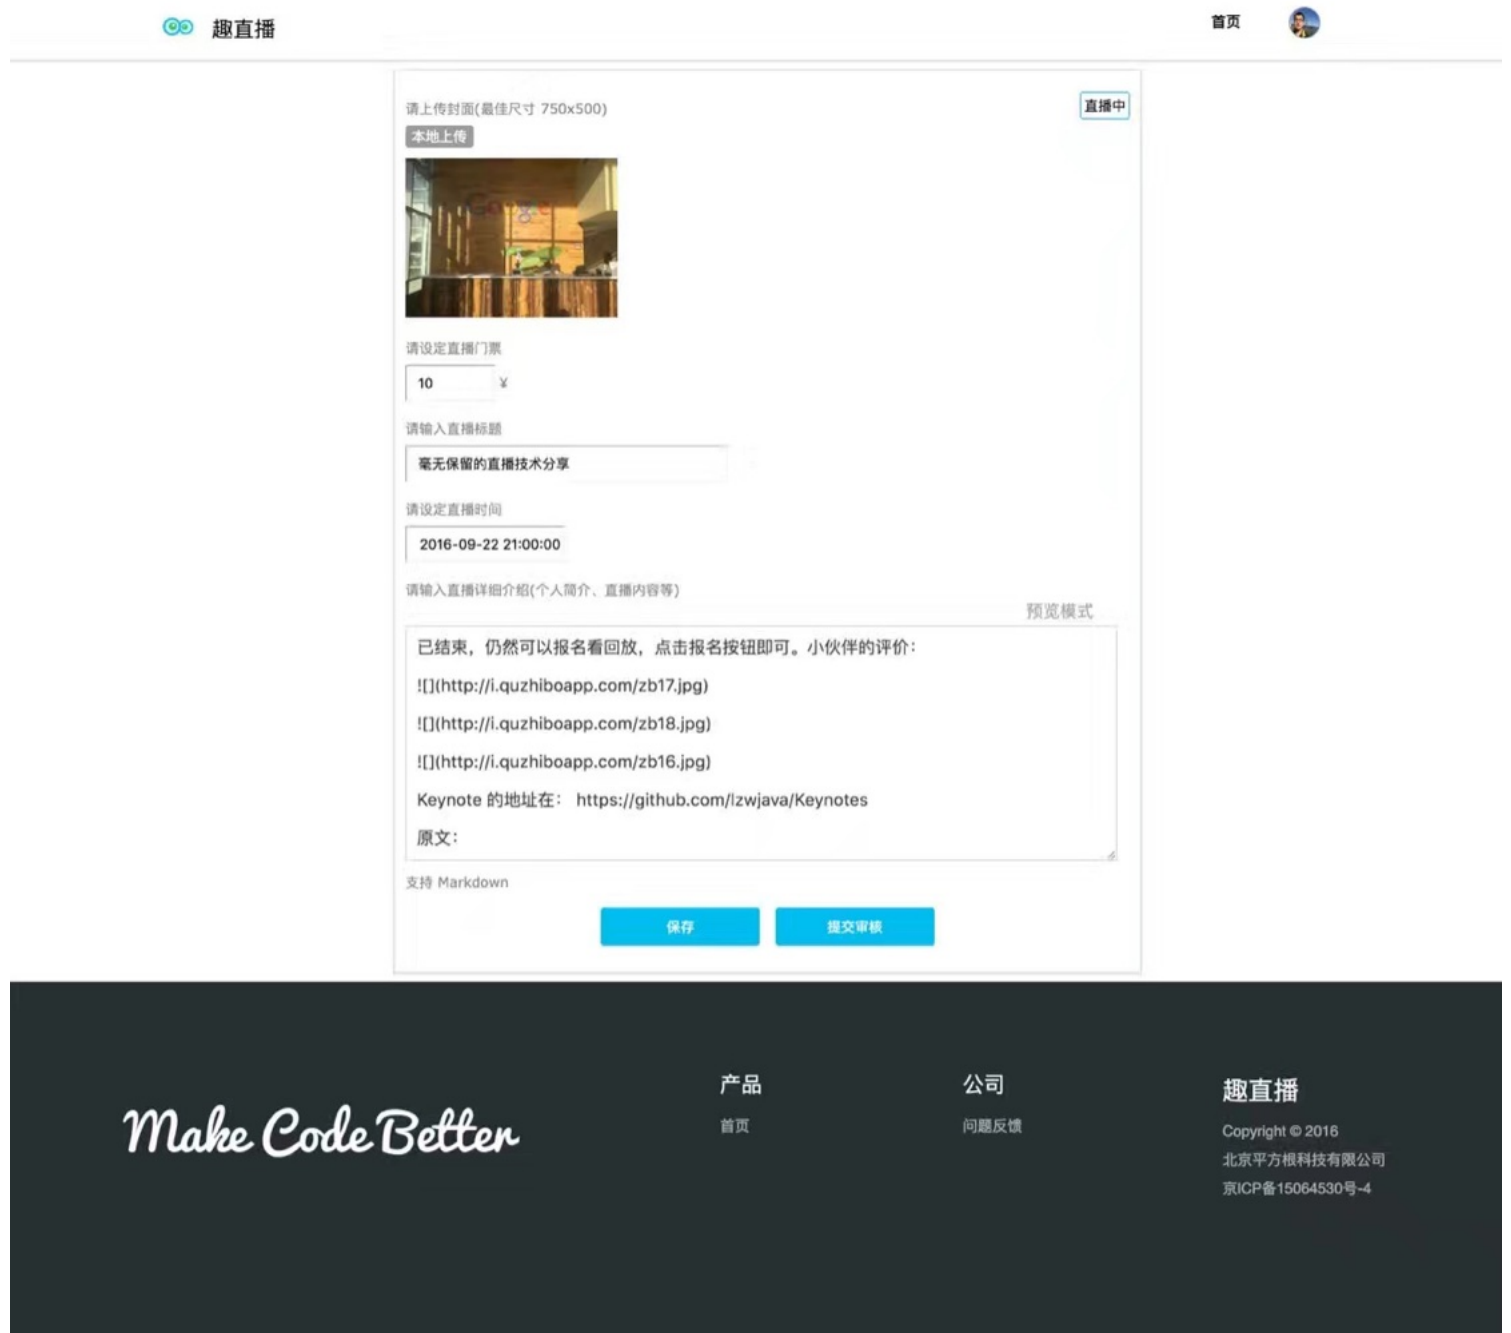 趣直播
首页
请上传封面(最佳尺寸 750x500)
直播中
本地上传
Google
请设定直播门票
10 ¥
请输入直播标题
毫无保留的直播技术分享
请设定直播时间
2016-09-22 21:00:00
请输入直播详细介绍(个人简介、直播内容等)
预览模式
已结束，仍然可以报名看回放，点击报名按钮即可。小伙伴的评价：
![](http://i.quzhiboapp.com/zb17.jpg)
![](http://i.quzhiboapp.com/zb18.jpg)
![](http://i.quzhiboapp.com/zb16.jpg)
Keynote 的地址在： https://github.com/lzwjava/Keynotes
原文：
支持 Markdown
保存
提交审核
Make Code Better
产品
首页
公司
问题反馈
趣直播
Copyright © 2016
北京平方根科技有限公司
京ICP备15064530号-4